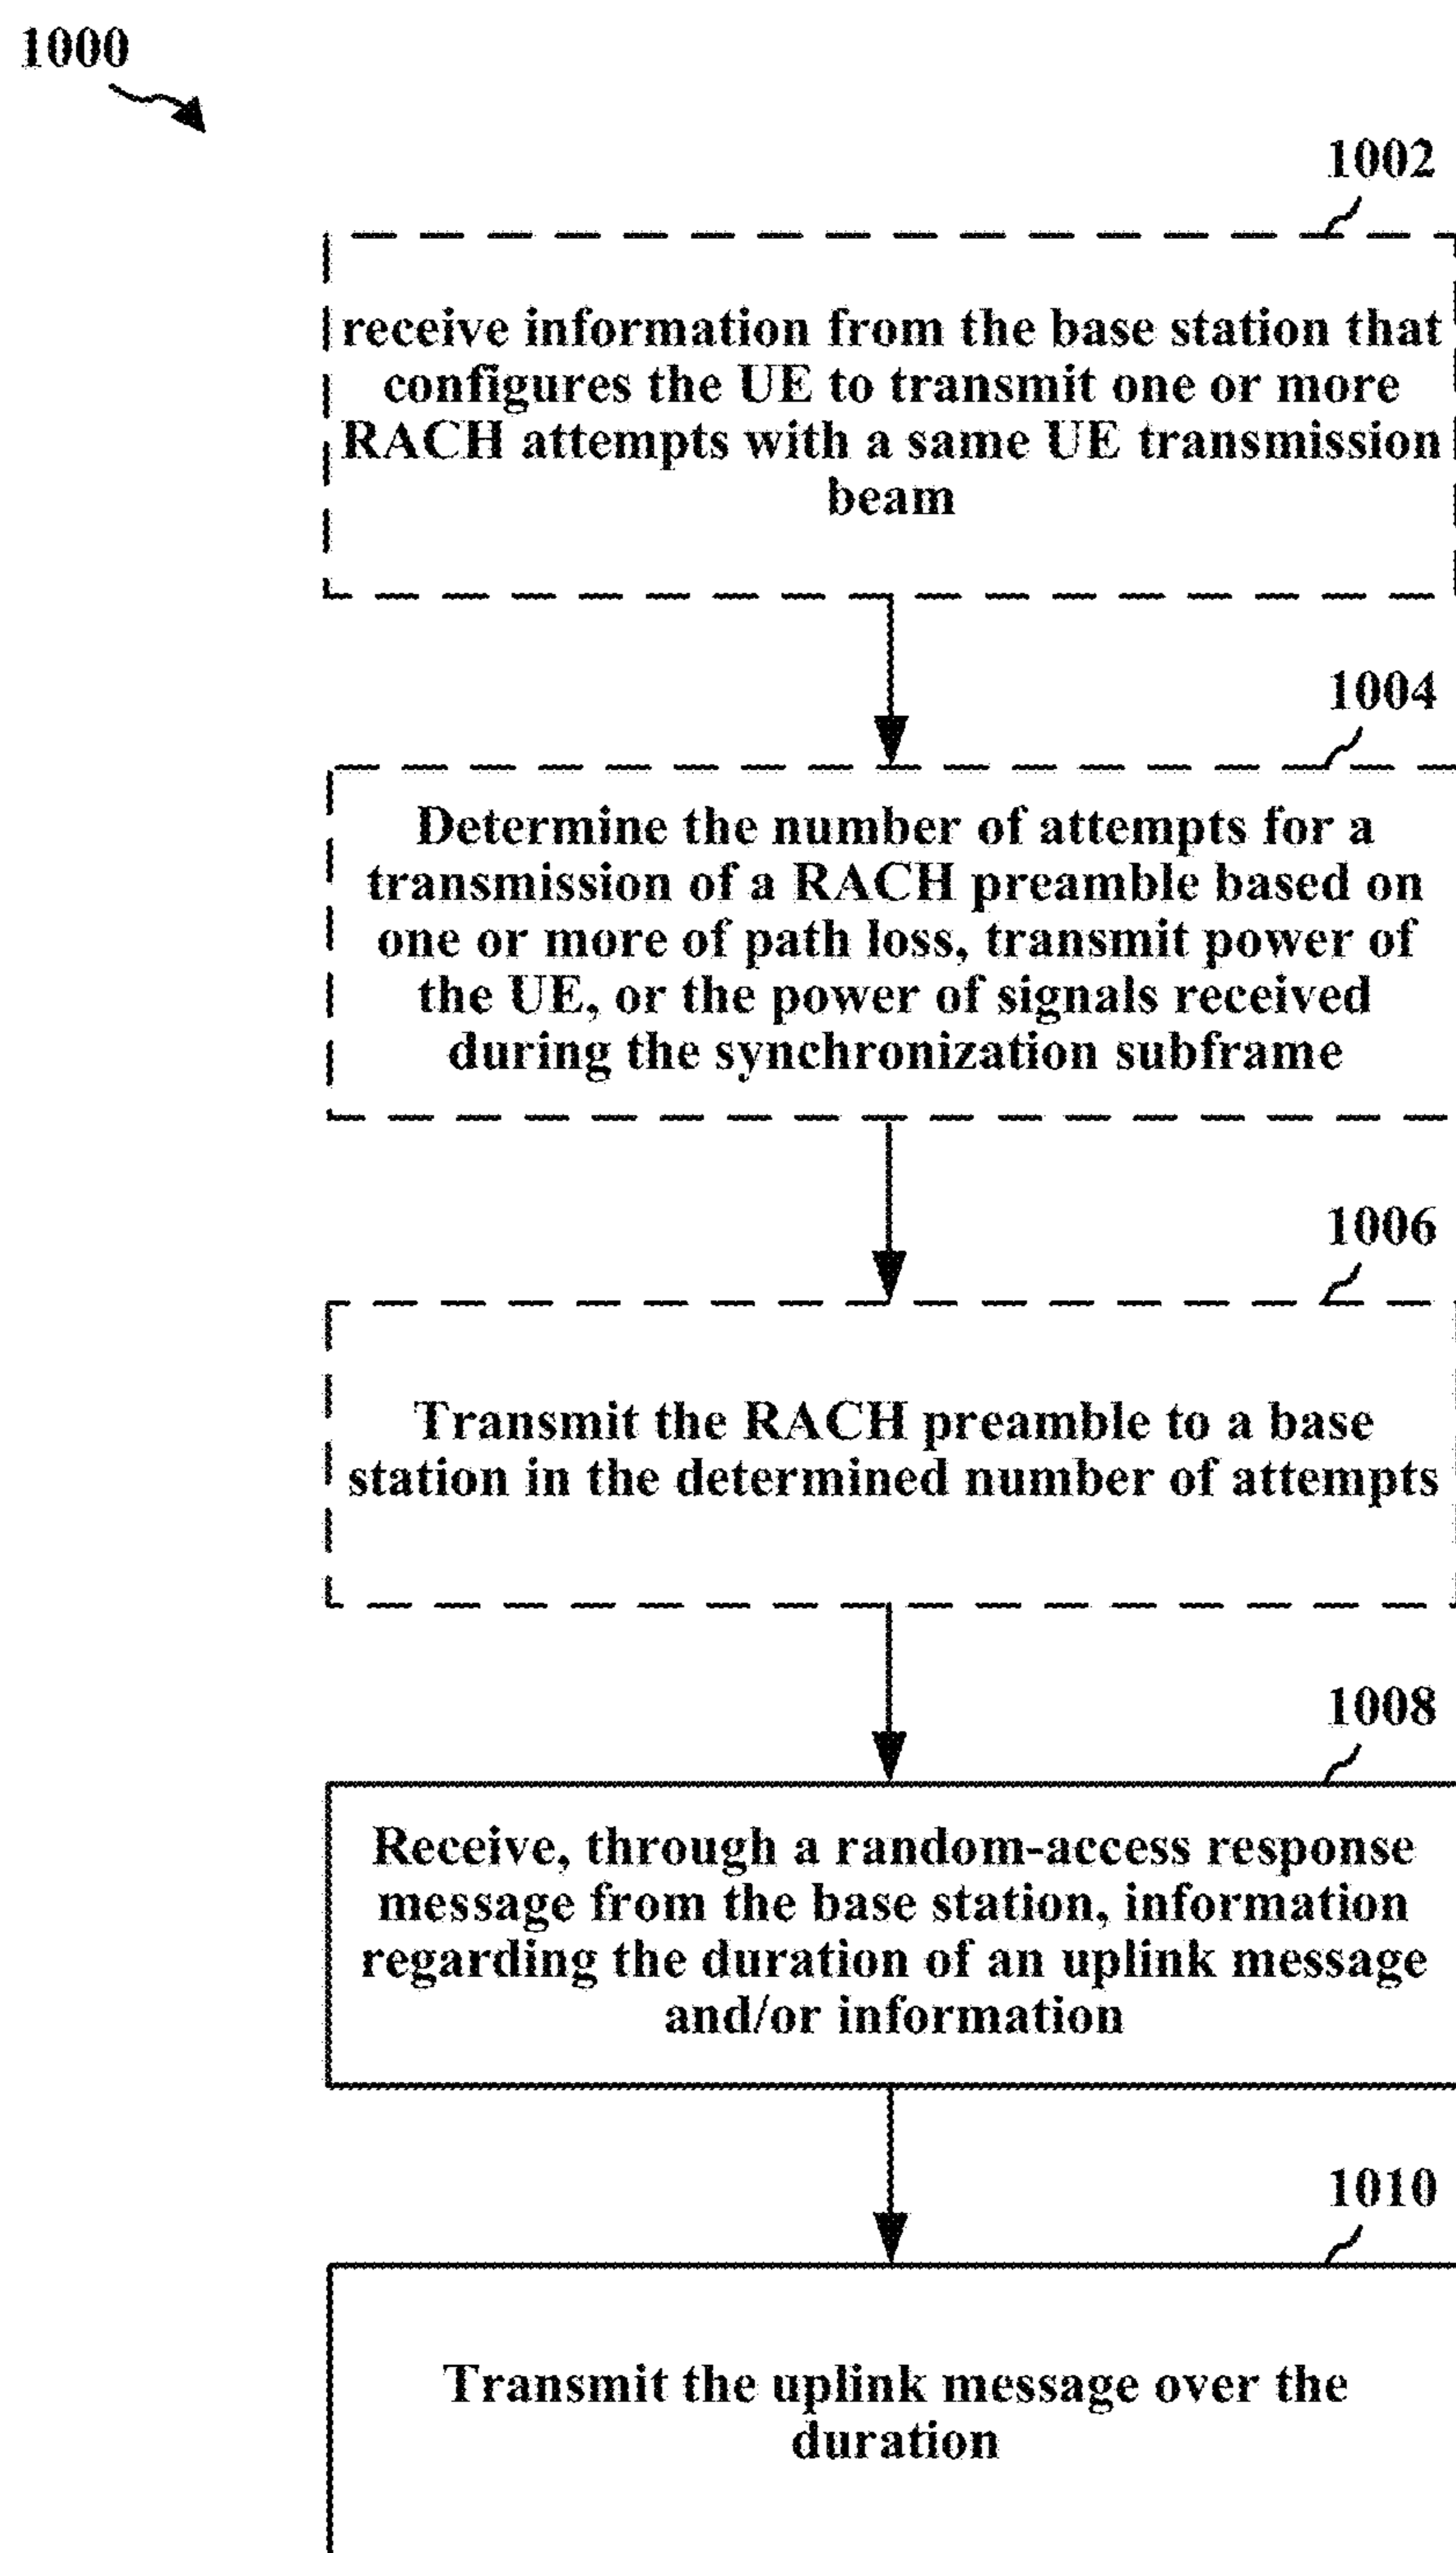 1000
1002
receive information from the base station that
configures the UE to transmit one or more
RACH attempts with a same UE transmission
beam
1004
Determine the number of attempts for a
transmission of a RACH preamble based on
one or more of path loss, transmit power of
the UE, or the power of signals received
during the synchronization subframe
1006
Transmit the RACH preamble to a base
station in the determined number of attempts
1008
Receive, through a random-access response
message from the base station, information
regarding the duration of an uplink message
and/or information
1010
Transmit the uplink message over the
duration